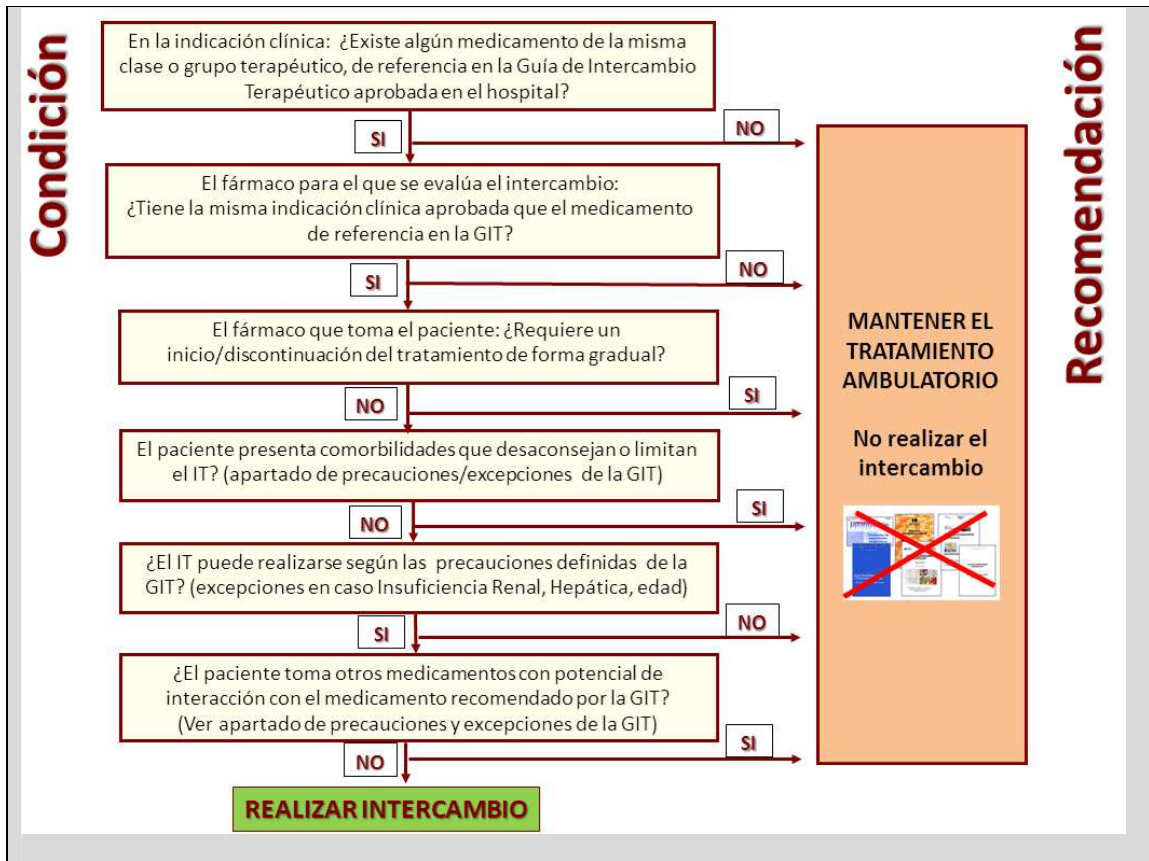 Condición
Recomendación
En la indicación clínica: ¿Existe algún medicamento de la misma
clase o grupo terapéutico, de referencia en la Guía de Intercambio
Terapéutico aprobada en el hospital?
SI
NO
El fármaco para el que se evalúa el intercambio:
¿Tiene la misma indicación clínica aprobada que el medicamento
de referencia en la GIT?
SI
NO
El fármaco que toma el paciente: ¿Requiere un
inicio/discontinuación del tratamiento de forma gradual?
NO
SI
El paciente presenta comorbilidades que desaconsejan o limitan
el IT? (apartado de precauciones/excepciones de la GIT)
NO
SI
¿El IT puede realizarse según las precauciones definidas de la
GIT? (excepciones en caso Insuficiencia Renal, Hepática, edad)
SI
NO
¿El paciente toma otros medicamentos con potencial de
interacción con el medicamento recomendado por la GIT?
(Ver apartado de precauciones y excepciones de la GIT)
NO
SI
REALIZAR INTERCAMBIO
MANTENER EL
TRATAMIENTO
AMBULATORIO
No realizar el
intercambio